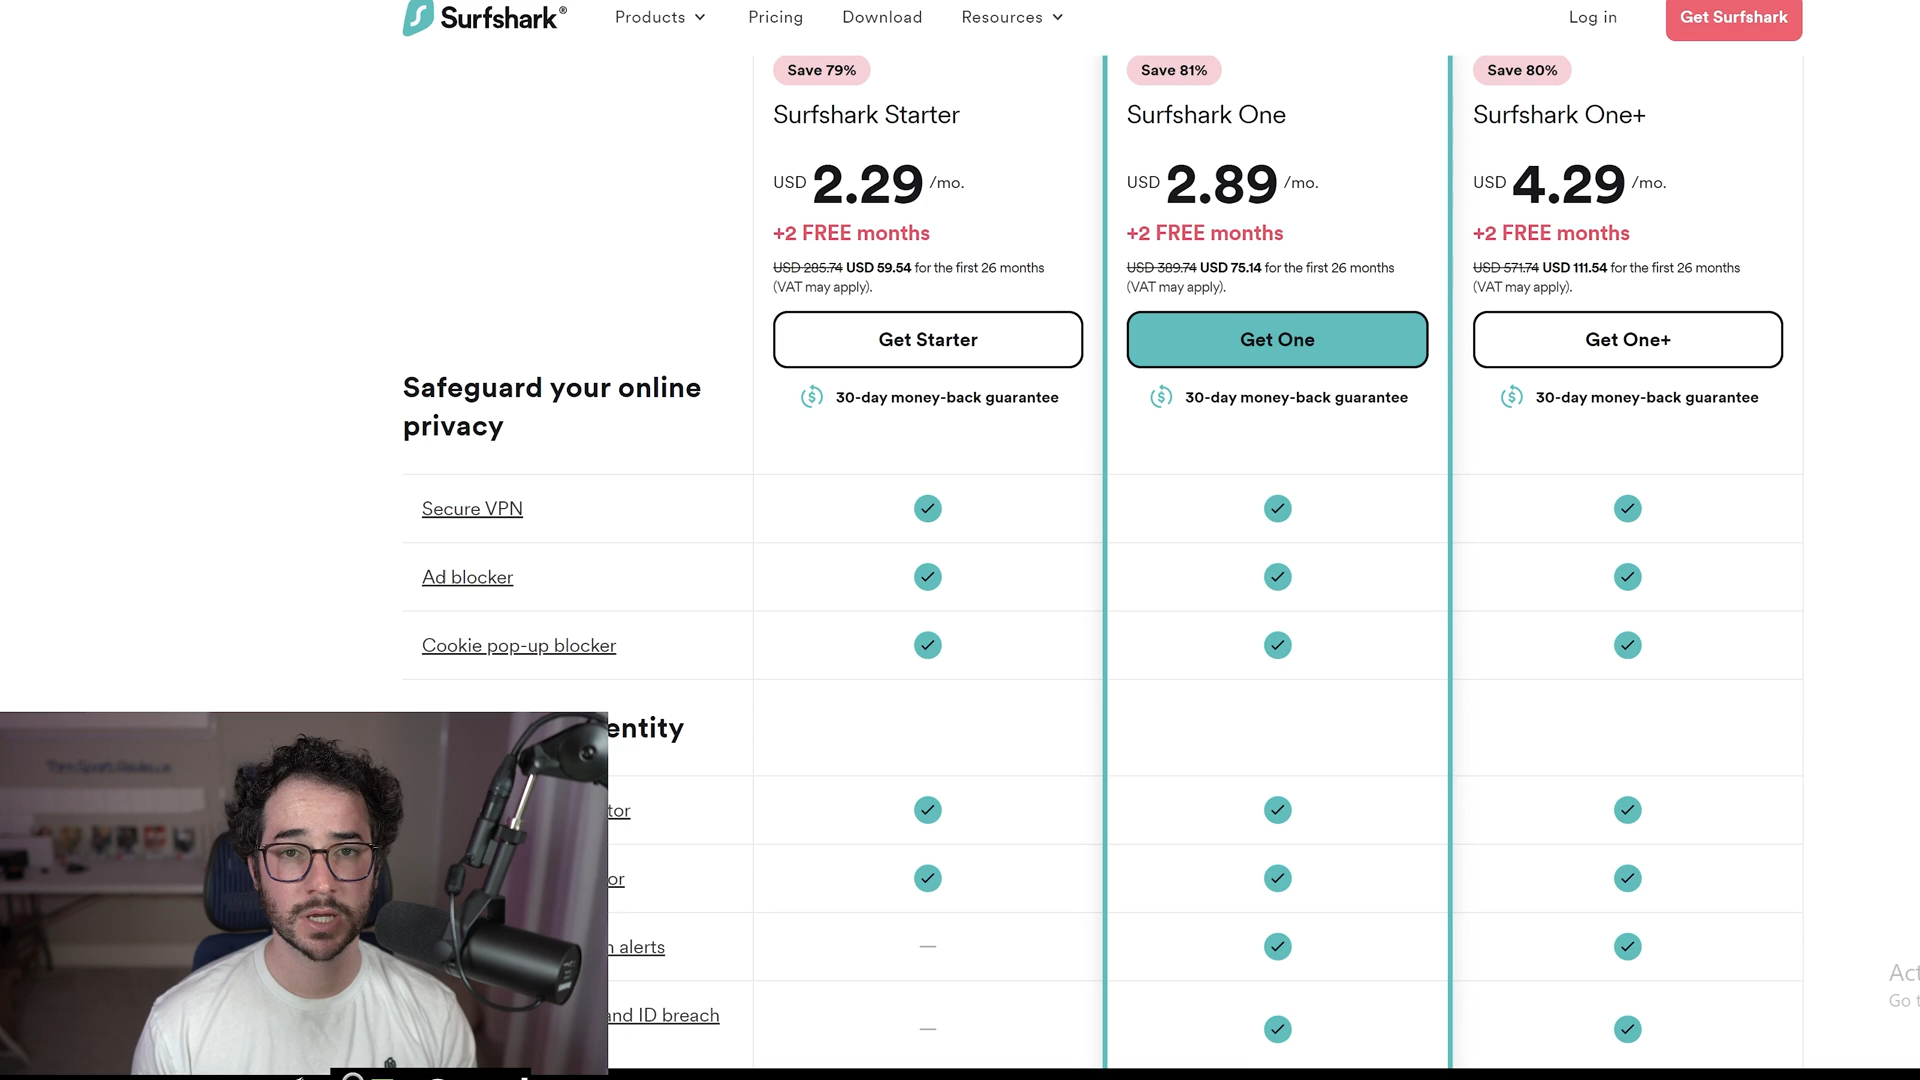 Surfshark®
Products
Pricing
Download
Resources
Log in
Get Surfshark
Save 79%
Surfshark Starter
USD 2.29 /mo.
+2 FREE months
USD 285.74 USD 59.54 for the first 26 months
(VAT may apply).
Get Starter
30-day money-back guarantee
Save 81%
Surfshark One
USD 2.89 /mo.
+2 FREE months
USD 389.74 USD 75.14 for the first 26 months
(VAT may apply).
Get One
30-day money-back guarantee
Save 80%
Surfshark One+
USD 4.29 /mo.
+2 FREE months
USD 571.74 USD 111.54 for the first 26 months
(VAT may apply).
Get One+
30-day money-back guarantee
Safeguard your online
privacy
Secure VPN
Ad blocker
Cookie pop-up blocker
entity
tor
or
alerts
and ID breach
Act
Go t